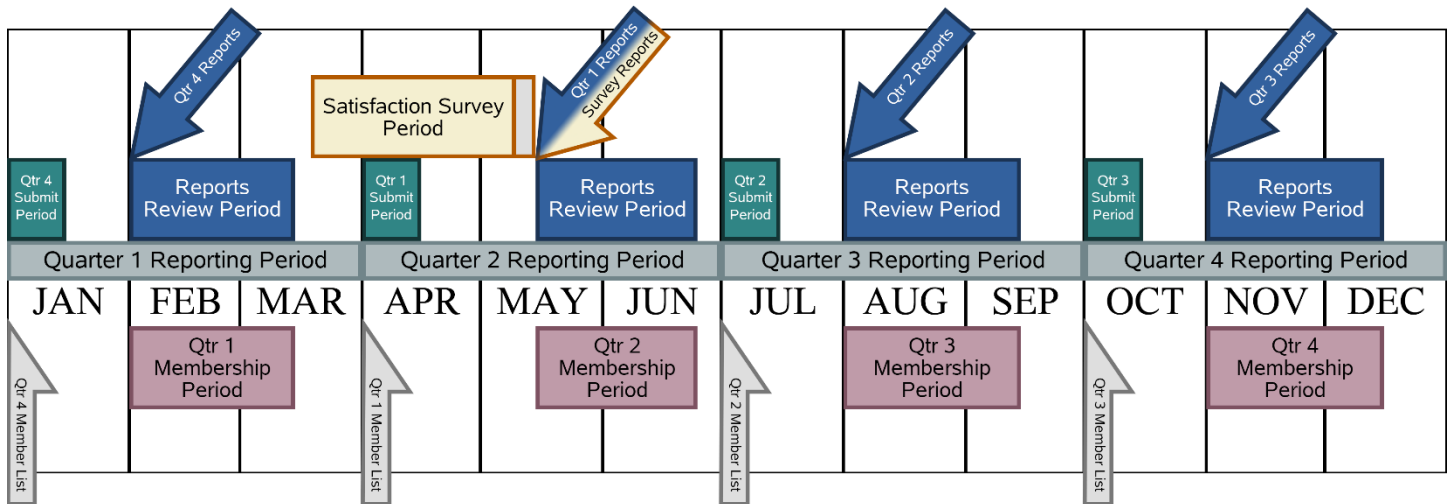 Qtr 4 Reports
Qtr 1 Reports
Survey Reports
Qtr 2 Reports
Qtr 3 Reports
Satisfaction Survey
Period
Qtr 4
Submit
Period
Reports
Review Period
Qtr 1
Submit
Period
Reports
Review Period
Qtr 2
Submit
Period
Reports
Review Period
Qtr 3
Submit
Period
Reports
Review Period
Quarter 1 Reporting Period
Quarter 2 Reporting Period
Quarter 3 Reporting Period
Quarter 4 Reporting Period
JAN
FEB
MAR
APR
MAY
JUN
JUL
AUG
SEP
OCT
NOV
DEC
Qtr 4 Member List
Qtr 1
Membership
Period
Qtr 1 Member List
Qtr 2
Membership
Period
Qtr 2 Member List
Qtr 3
Membership
Period
Qtr 3 Member List
Qtr 4
Membership
Period